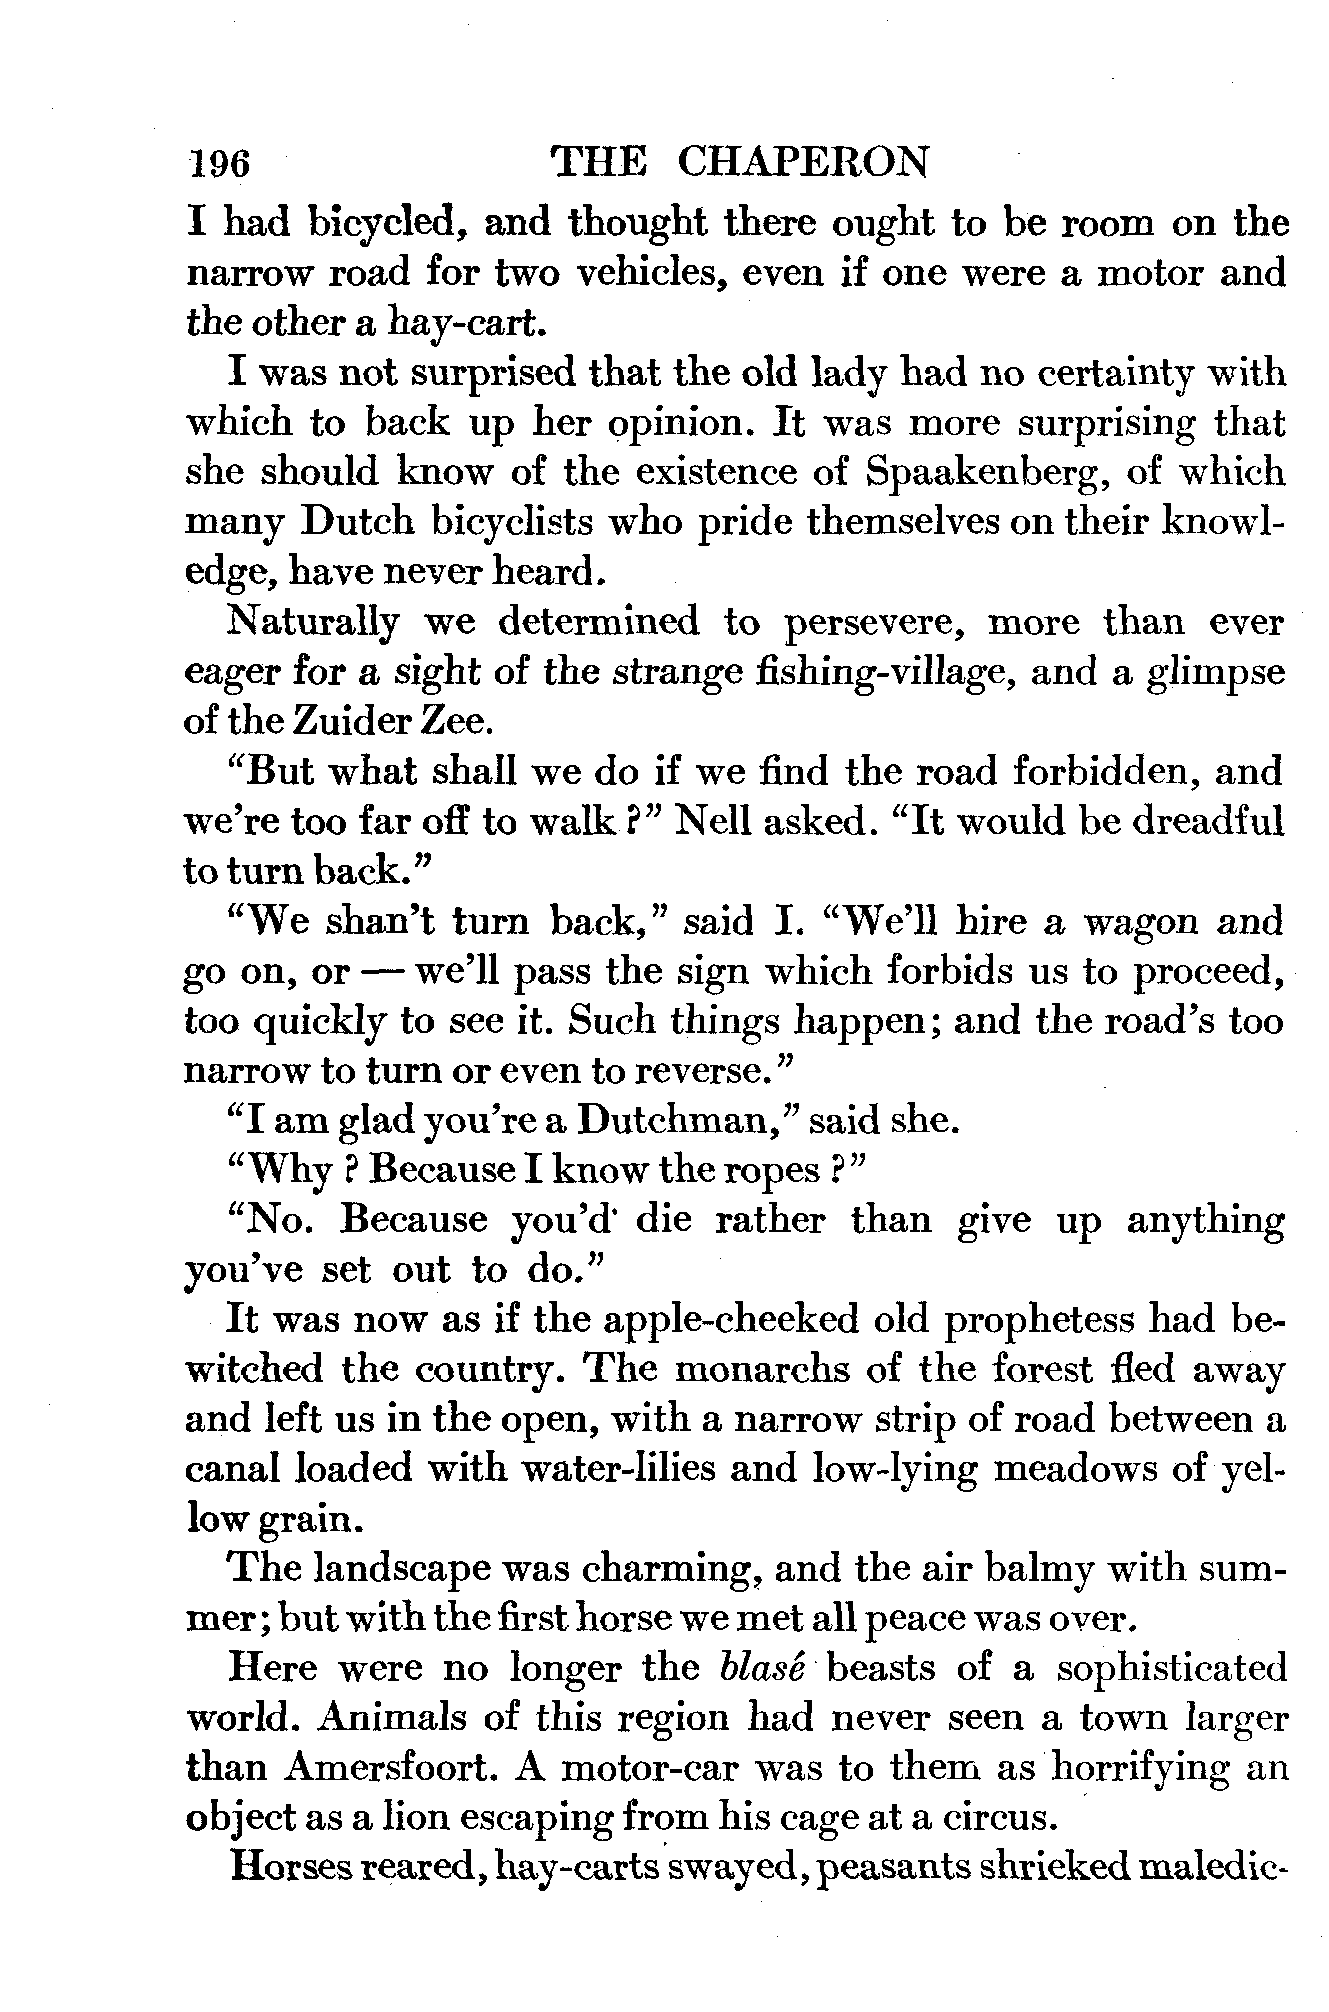 196 THE CHAPERON
I had bicycled, and thought there ought to be room on the
narrow road for two vehicles, even if one were a motor and
the other a hay-cart.
I was not surprised that the old lady had no certainty with
which to back up her opinion. It was more surprising that
she should know of the existence of Spaakenberg, of which
many Dutch bicyclists who pride themselves on their knowl-
edge, have never heard.
Naturally we determined to persevere, more than ever
eager for a sight of the strange fishing-village, and a glimpse
of the Zuider Zee.
“But what shall we do if we find the road forbidden, and
we’re too far off to walk?” Nell asked. “It would be dreadful
to turn back.”
“We shan’t turn back,” said I. “We’ll hire a wagon and
go on, or — we’ll pass the sign which forbids us to proceed,
too quickly to see it. Such things happen; and the road’s too
narrow to turn or even to reverse.”
“I am glad you’re a Dutchman,” said she.
“Why? Because I know the ropes?”
“No. Because you’d die rather than give up anything
you’ve set out to do.”
It was now as if the apple-cheeked old prophetess had be-
witched the country. The monarchs of the forest fled away
and left us in the open, with a narrow strip of road between a
canal loaded with water-lilies and low-lying meadows of yel-
low grain.
The landscape was charming, and the air balmy with sum-
mer; but with the first horse we met all peace was over.
Here were no longer the blasé beasts of a sophisticated
world. Animals of this region had never seen a town larger
than Amersfoort. A motor-car was to them as horrifying an
object as a lion escaping from his cage at a circus.
Horses reared, hay-carts swayed, peasants shrieked maledic-